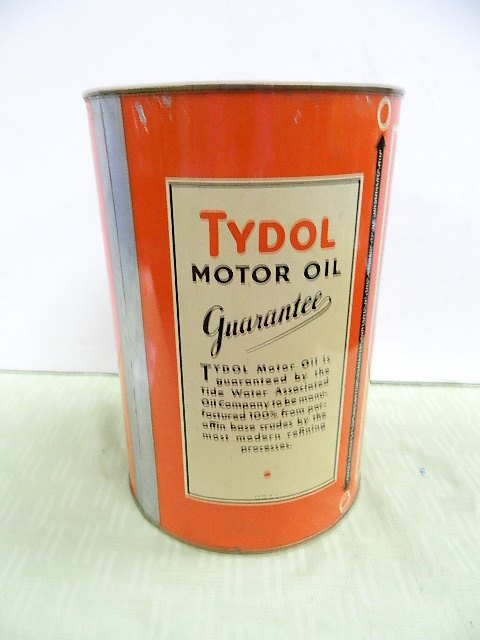 TYDOL
MOTOR OIL
Guarantee
TYDOL Motor Oil is
guaranteed by the
Tide Water Associated
Oil Company to be manu-
factured 100% from par-
affin base crudes by the
most modern refining
processes.